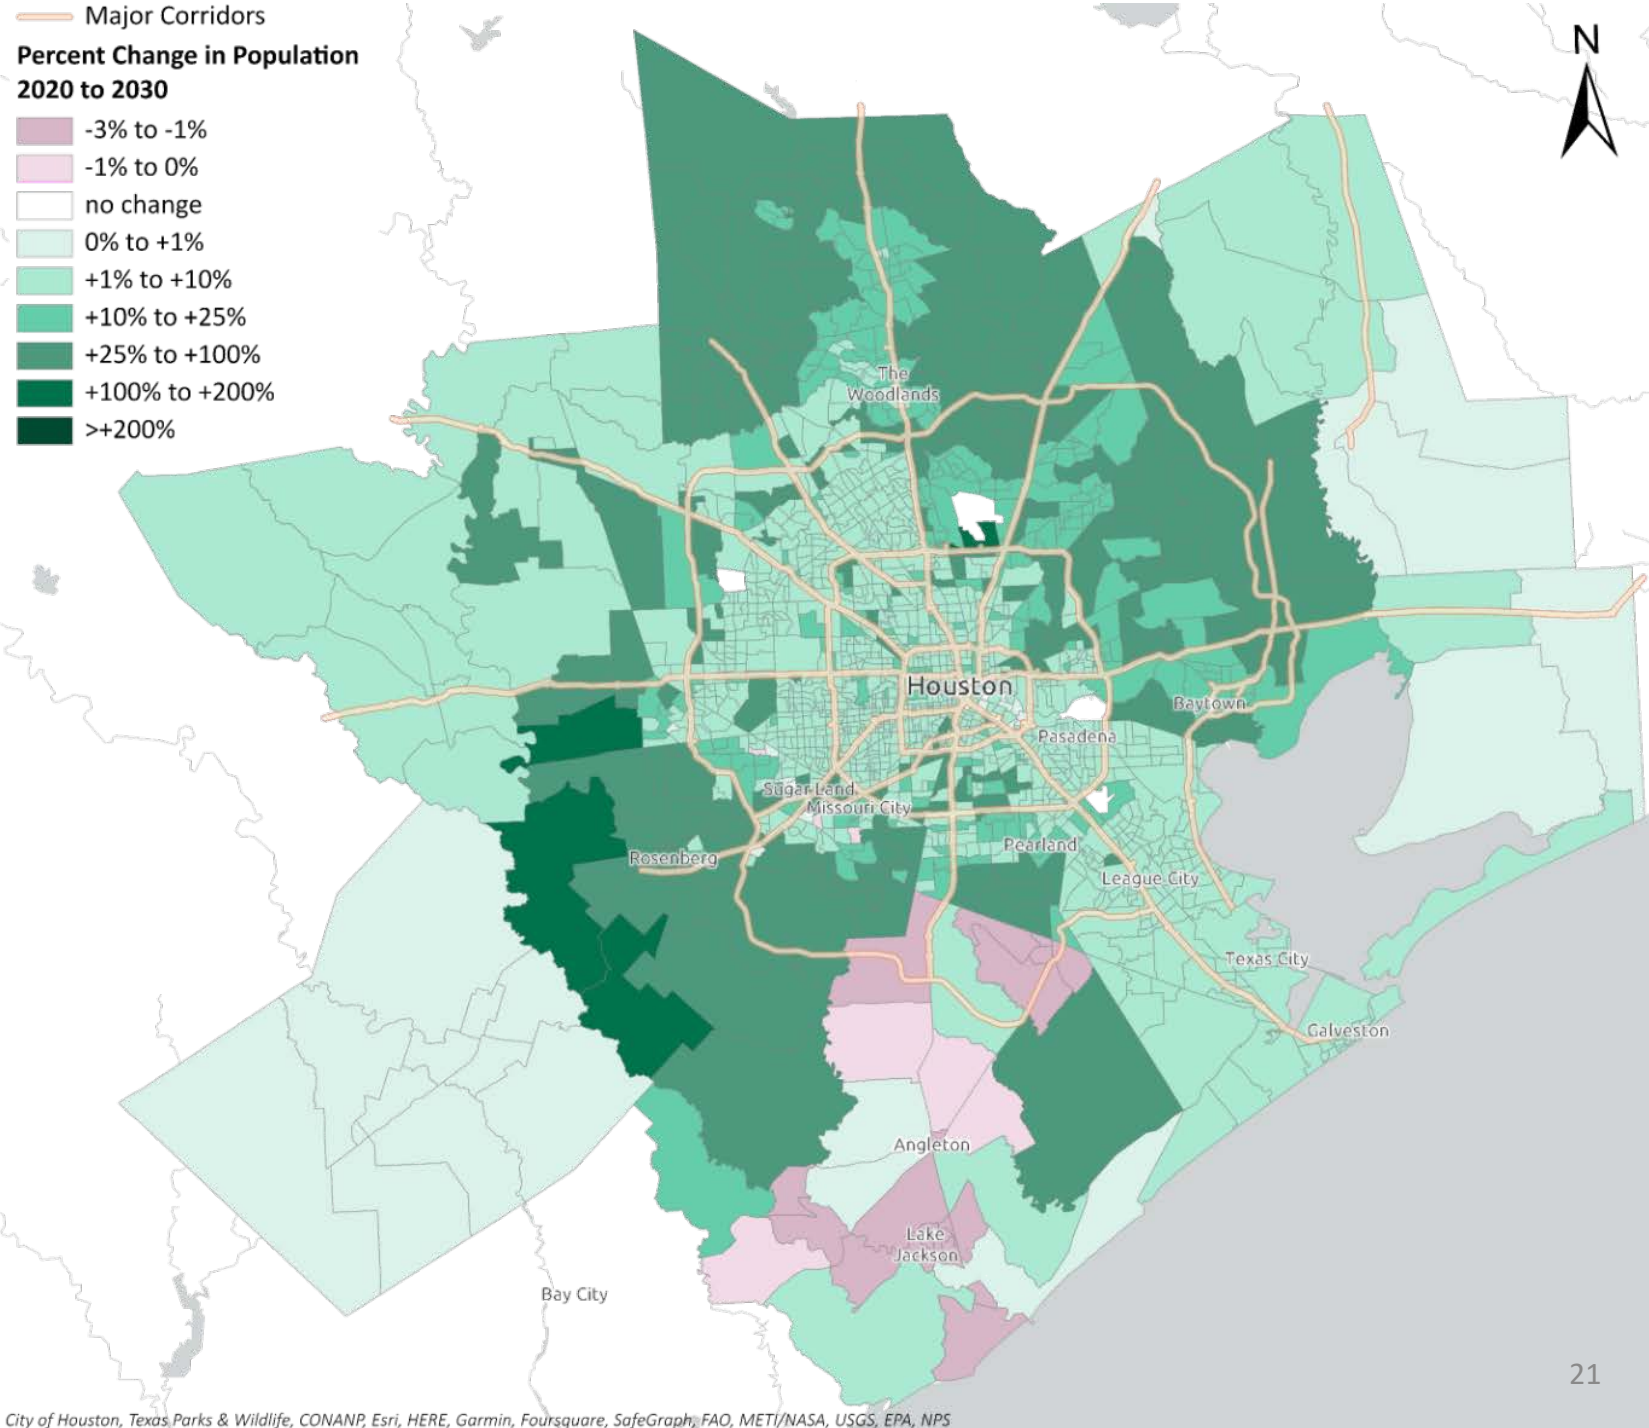 Major Corridors
Percent Change in Population
2020 to 2030
-3% to -1%
-1% to 0%
no change
0% to +1%
+1% to +10%
+10% to +25%
+25% to +100%
+100% to +200%
>+200%
N
The
Woodlands
Houston
Baytown
Pasadena
Sugar Land
Missouri City
Pearland
Rosenberg
League City
Texas City
Galveston
Angleton
Lake
Jackson
Bay City
21
City of Houston, Texas Parks & Wildlife, CONANP, Esri, HERE, Garmin, Foursquare, SafeGraph, FAO, METI/NASA, USGS, EPA, NPS